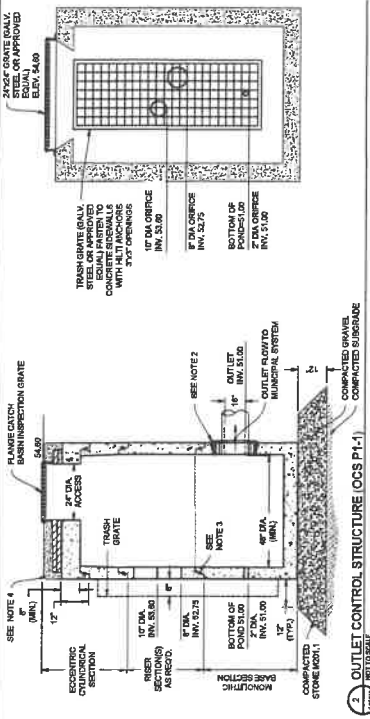 SEE NOTE 4
8"
(MIN.)
12"
FLANGE CATCH
BASIN INSPECTION GRATE
54.60
24" DIA.
ACCESS
ECCENTRIC
CYLINDRICAL
SECTION
TRASH
GRATE
RISER
SECTION(S)
AS REQ'D.
10" DIA.
INV. 53.60
6"
8" DIA.
INV. 52.75
SEE
NOTE 3
SEE NOTE 2
MONOLITHIC
BASE SECTION
BOTTOM OF
POND 51.00
2" DIA.
INV. 51.00
48" DIA.
(MIN.)
OUTLET
INV. 51.00
OUTLET FLOW TO
MUNICIPAL SYSTEM
12"
(TYP.)
12"
COMPACTED
STONE M201.1
COMPACTED GRAVEL
COMPACTED SUBGRADE
24"x24" GRATE (GALV.
STEEL OR APPROVED
EQUAL)
ELEV. 54.60
TRASH GRATE (GALV.
STEEL OR APPROVED
EQUAL) FASTEN TO
CONCRETE SIDEWALLS
WITH HILTI ANCHORS
3"x3" OPENINGS
10" DIA ORIFICE
INV. 53.60
8" DIA ORIFICE
INV. 52.75
BOTTOM OF
POND=51.00
2" DIA ORIFICE
INV. 51.00
2
OUTLET CONTROL STRUCTURE (OCS P1-1)
NOT TO SCALE